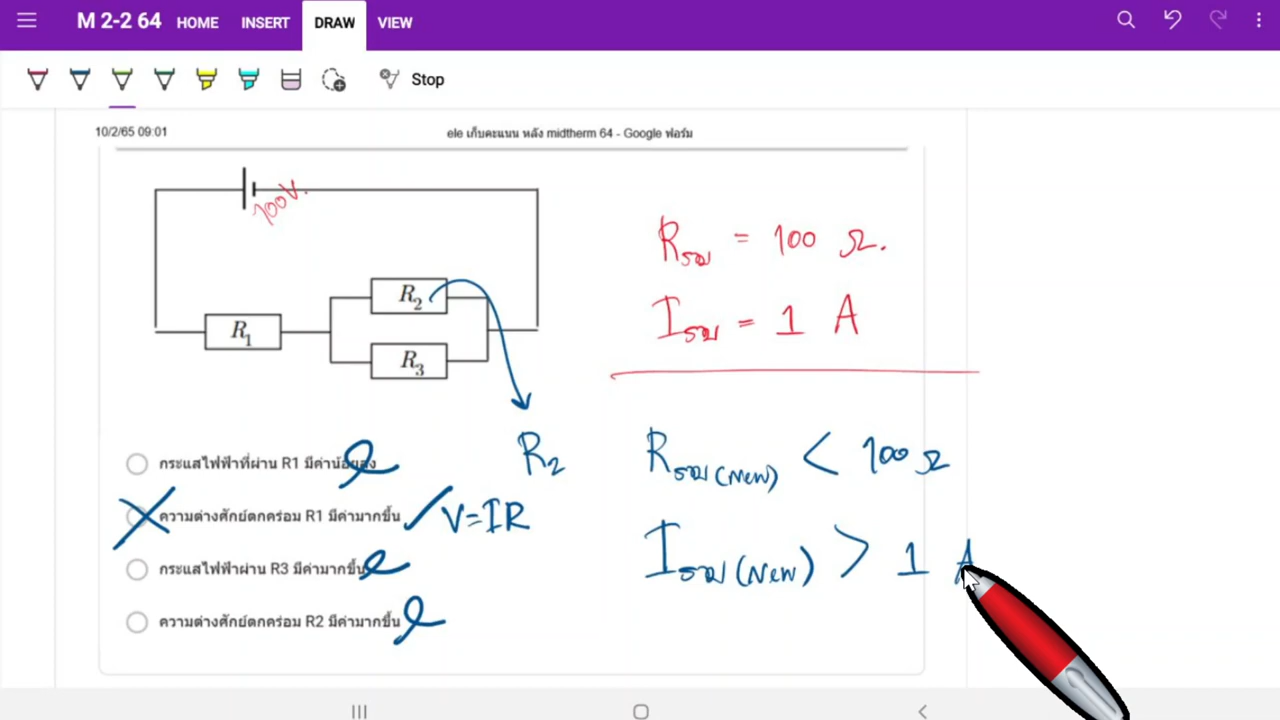 M 2-2 64 HOME INSERT DRAW VIEW
Stop
10/2/65 09:01 ele เก็บคะแนน หลัง midtherm 64 - Google ฟอร์ม
100V.
R1
R2
R3
Rรวม = 100 Ω.
Iรวม = 1 A
R2
Rรวม(New) < 100 Ω
Iรวม(New) > 1 A
กระแสไฟฟ้าที่ผ่าน R1 มีค่าน้อยลง
ความต่างศักย์ตกคร่อม R1 มีค่ามากขึ้น V=IR
กระแสไฟฟ้าผ่าน R3 มีค่ามากขึ้น
ความต่างศักย์ตกคร่อม R2 มีค่ามากขึ้น